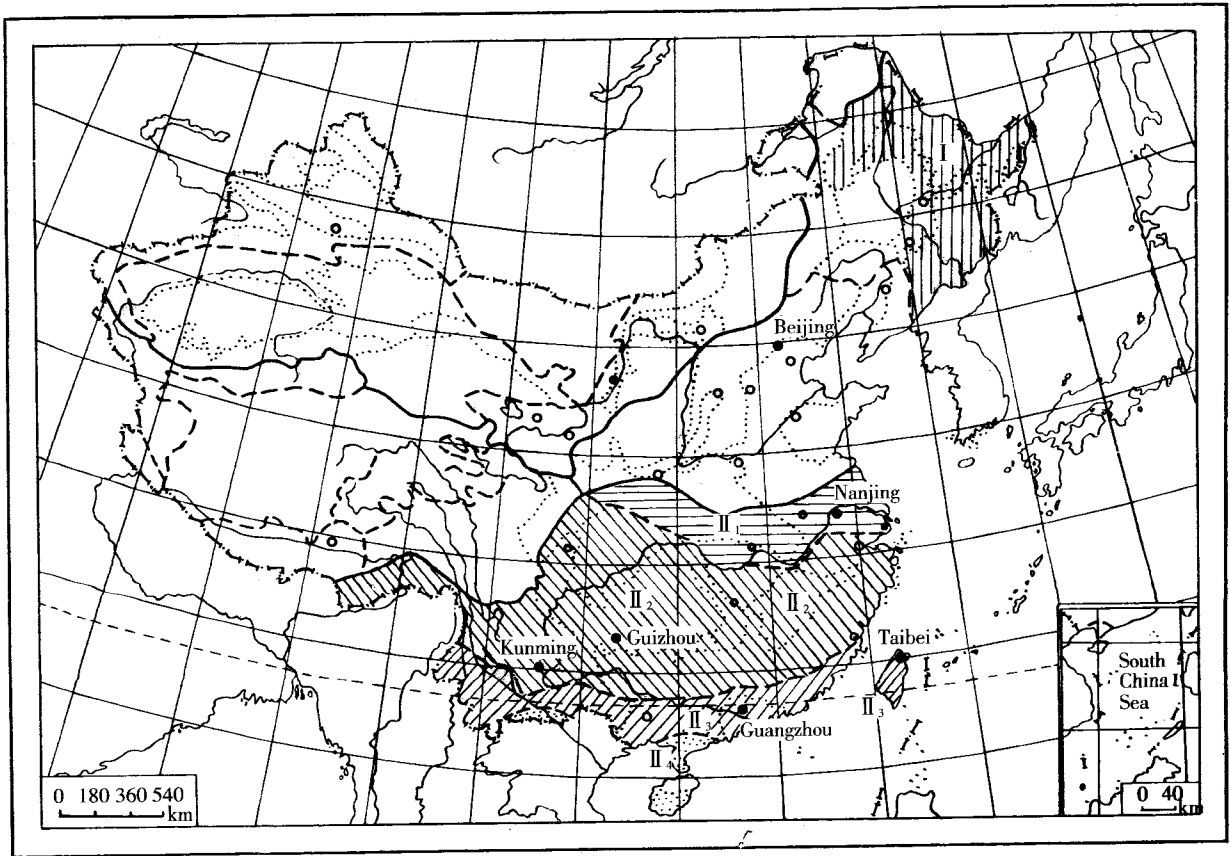 I
Beijing
Nanjing
II1
II2
II2
Guizhou
Kunming
Taibei
II3
II3
Guangzhou
II4
South
China
Sea
0 180 360 540
km
0 40
km